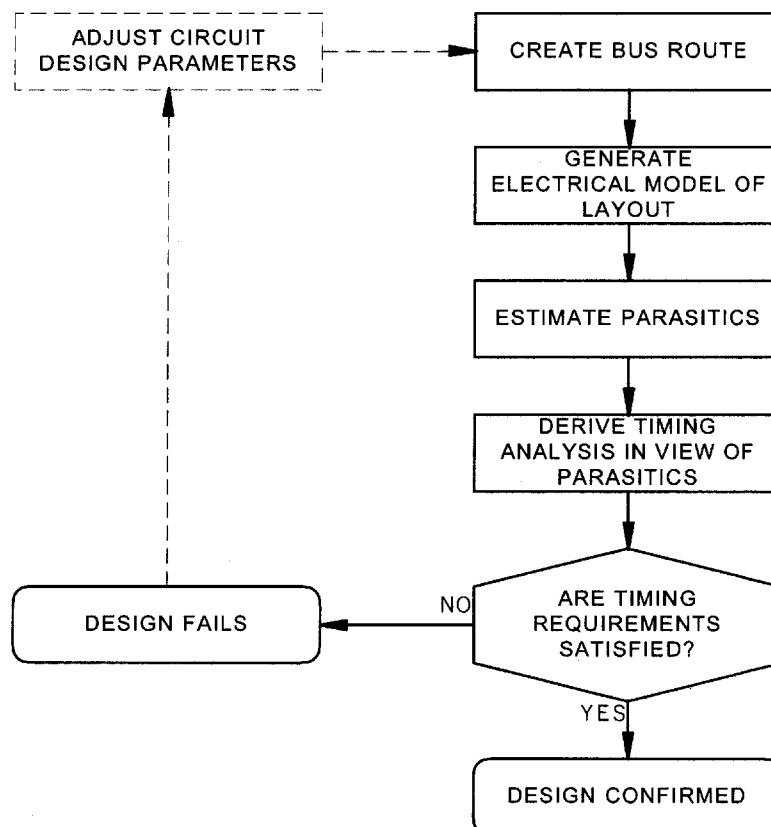 ADJUST CIRCUIT
DESIGN PARAMETERS
CREATE BUS ROUTE
GENERATE
ELECTRICAL MODEL OF
LAYOUT
ESTIMATE PARASITICS
DERIVE TIMING
ANALYSIS IN VIEW OF
PARASITICS
ARE TIMING
REQUIREMENTS
SATISFIED?
NO
DESIGN FAILS
YES
DESIGN CONFIRMED